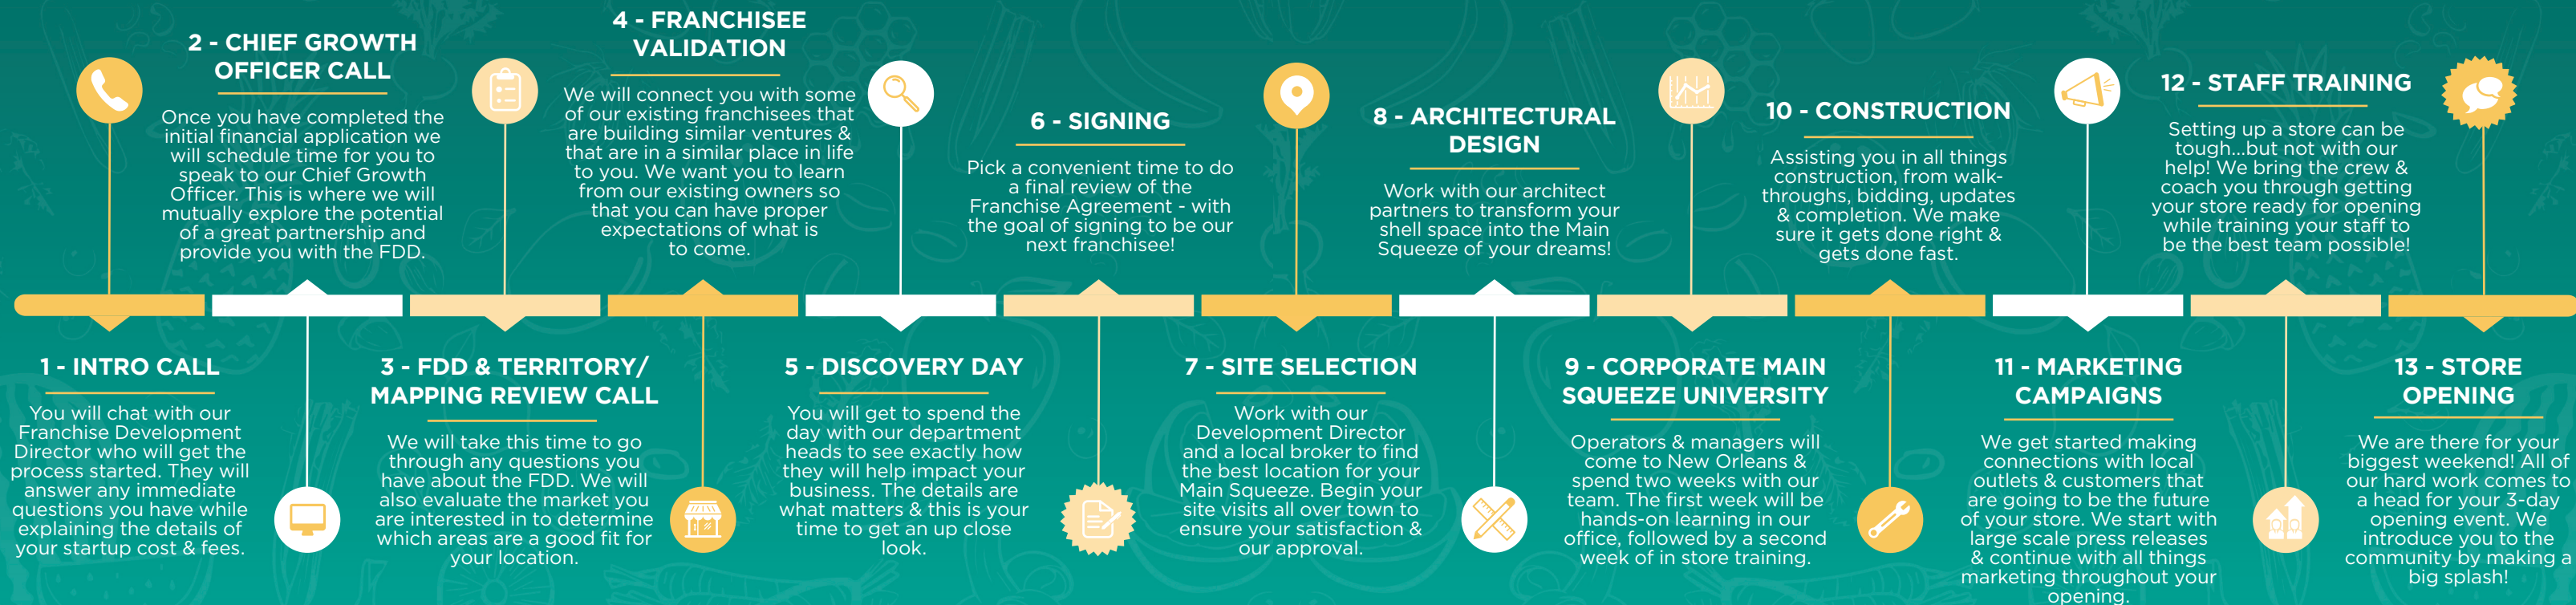 1 - INTRO CALL
You will chat with our
Franchise Development
Director who will get the
process started. They will
answer any immediate
questions you have while
explaining the details of
your startup cost & fees.
2 - CHIEF GROWTH
OFFICER CALL
Once you have completed the
initial financial application we
will schedule time for you to
speak to our Chief Growth
Officer. This is where we will
mutually explore the potential
of a great partnership and
provide you with the FDD.
3 - FDD & TERRITORY/
MAPPING REVIEW CALL
We will take this time to go
through any questions you
have about the FDD. We will
also evaluate the market you
are interested in to determine
which areas are a good fit for
your location.
4 - FRANCHISEE
VALIDATION
We will connect you with some
of our existing franchisees that
are building similar ventures &
that are in a similar place in life
to you. We want you to learn
from our existing owners so
that you can have proper
expectations of what is
to come.
5 - DISCOVERY DAY
You will get to spend the
day with our department
heads to see exactly how
they will help impact your
business. The details are
what matters & this is your
time to get an up close
look.
6 - SIGNING
Pick a convenient time to do
a final review of the
Franchise Agreement - with
the goal of signing to be our
next franchisee!
7 - SITE SELECTION
Work with our
Development Director
and a local broker to find
the best location for your
Main Squeeze. Begin your
site visits all over town to
ensure your satisfaction &
our approval.
8 - ARCHITECTURAL
DESIGN
Work with our architect
partners to transform your
shell space into the Main
Squeeze of your dreams!
9 - CORPORATE MAIN
SQUEEZE UNIVERSITY
Operators & managers will
come to New Orleans &
spend two weeks with our
team. The first week will be
hands-on learning in our
office, followed by a second
week of in store training.
10 - CONSTRUCTION
Assisting you in all things
construction, from walk-
throughs, bidding, updates
& completion. We make
sure it gets done right &
gets done fast.
11 - MARKETING
CAMPAIGNS
We get started making
connections with local
outlets & customers that
are going to be the future
of your store. We start with
large scale press releases
& continue with all things
marketing throughout your
opening.
12 - STAFF TRAINING
Setting up a store can be
tough...but not with our
help! We bring the crew &
coach you through getting
your store ready for opening
while training your staff to
be the best team possible!
13 - STORE
OPENING
We are there for your
biggest weekend! All of
our hard work comes to
a head for your 3-day
opening event. We
introduce you to the
community by making a
big splash!